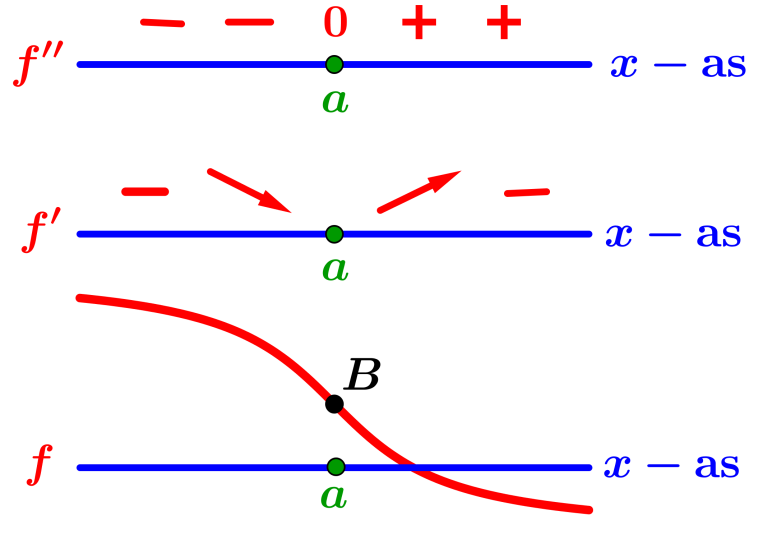 − − 0 + +
f″ x − as
a
− −
f′ x − as
a
B
f x − as
a